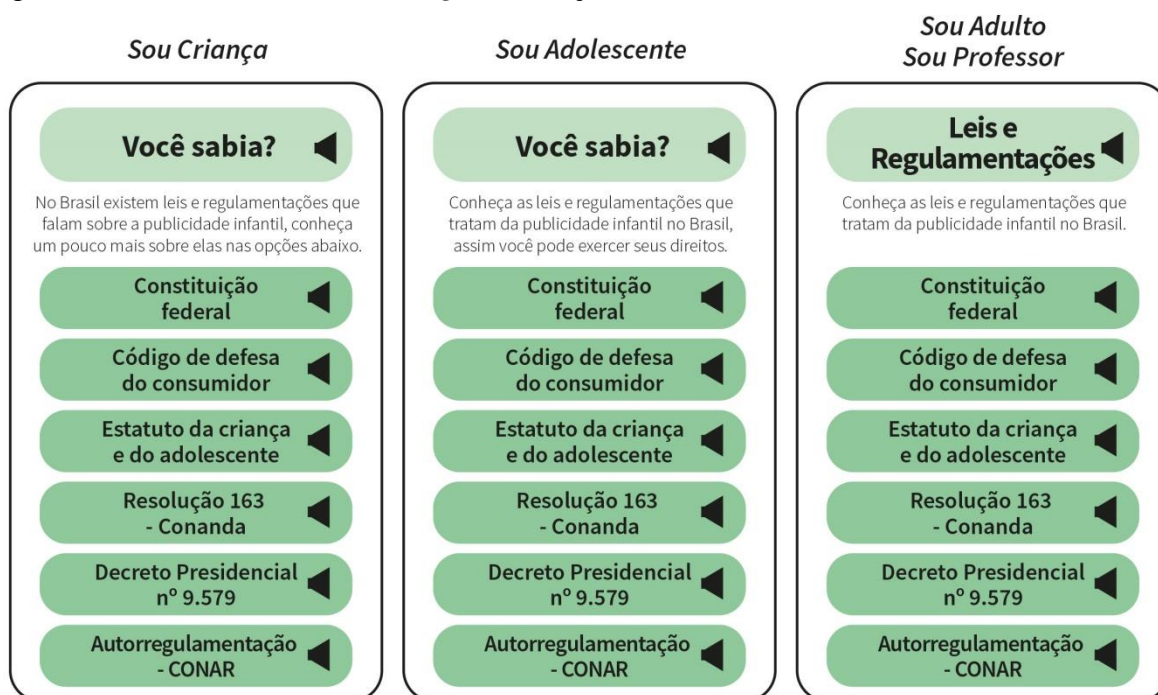 Sou Criança
Você sabia?
No Brasil existem leis e regulamentações que
falam sobre a publicidade infantil, conheça
um pouco mais sobre elas nas opções abaixo.
Constituição
federal
Código de defesa
do consumidor
Estatuto da criança
e do adolescente
Resolução 163
- Conanda
Decreto Presidencial
nº 9.579
Autorregulamentação
- CONAR
Sou Adolescente
Você sabia?
Conheça as leis e regulamentações que
tratam da publicidade infantil no Brasil,
assim você pode exercer seus direitos.
Constituição
federal
Código de defesa
do consumidor
Estatuto da criança
e do adolescente
Resolução 163
- Conanda
Decreto Presidencial
nº 9.579
Autorregulamentação
- CONAR
Sou Adulto
Sou Professor
Leis e
Regulamentações
Conheça as leis e regulamentações que
tratam da publicidade infantil no Brasil.
Constituição
federal
Código de defesa
do consumidor
Estatuto da criança
e do adolescente
Resolução 163
- Conanda
Decreto Presidencial
nº 9.579
Autorregulamentação
- CONAR